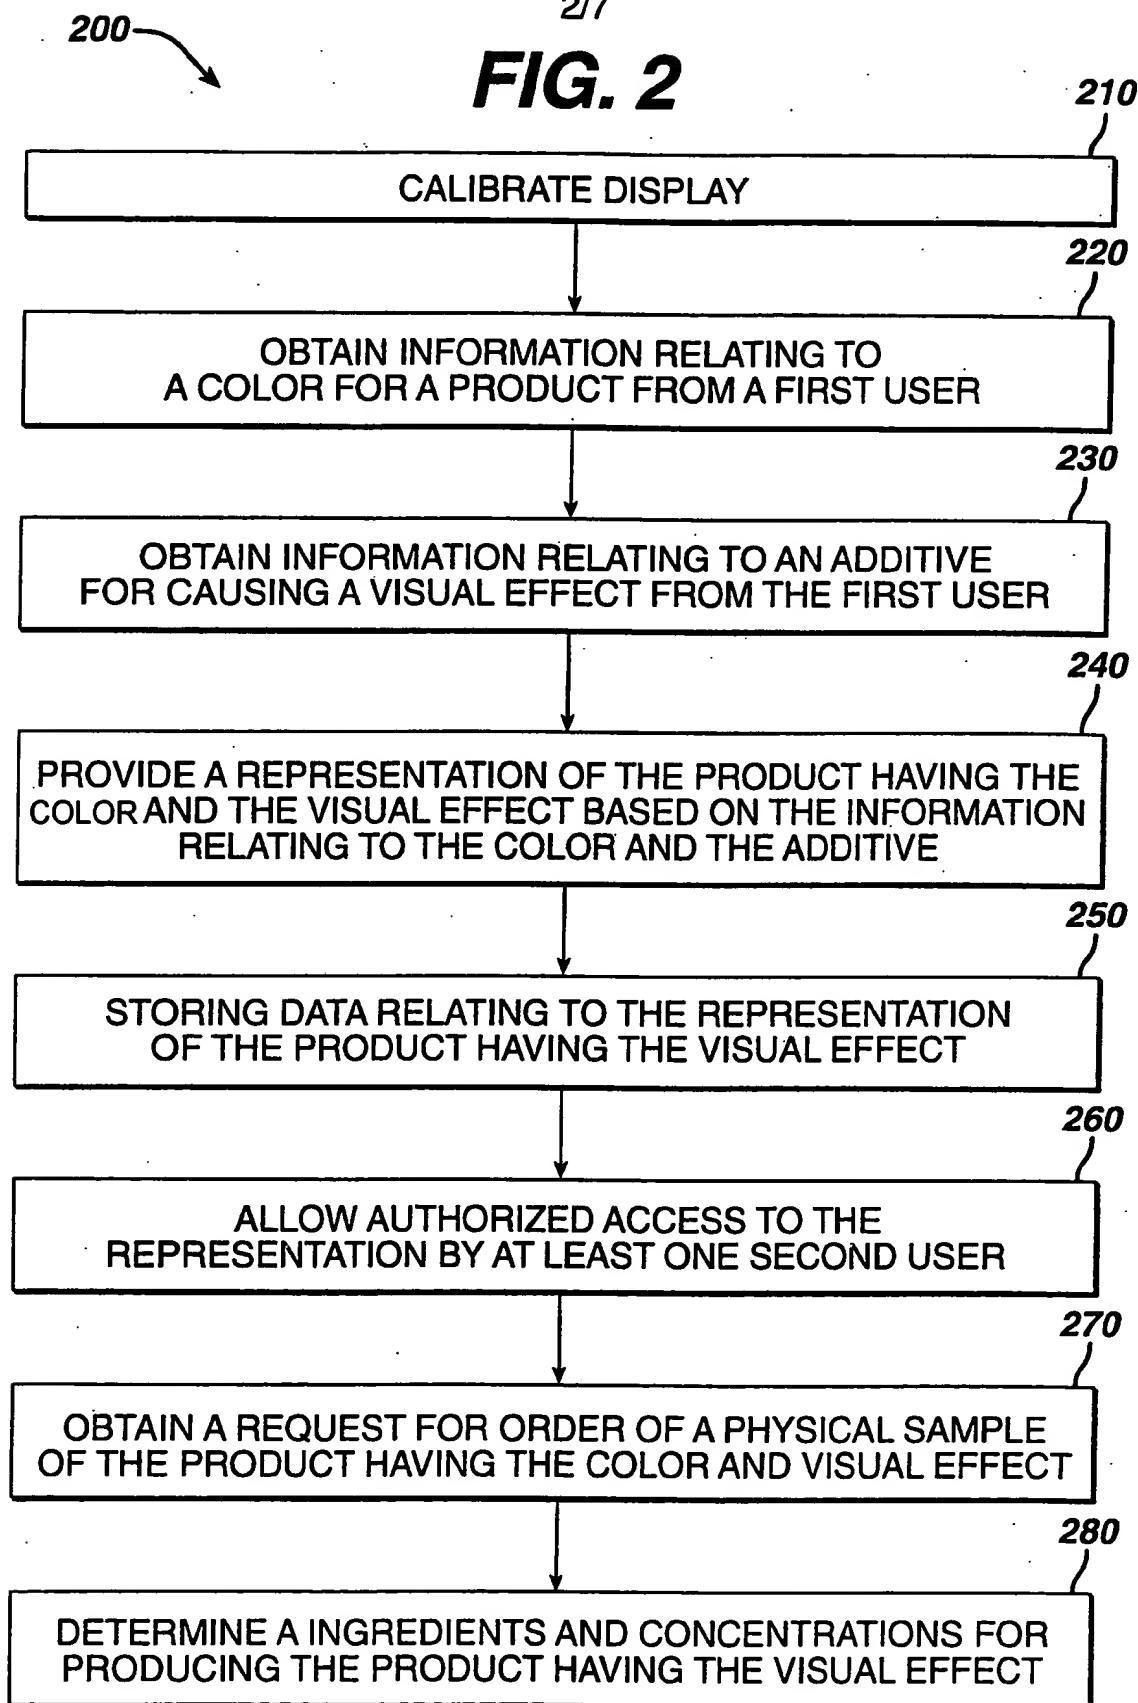 2/7
200
FIG. 2
210
CALIBRATE DISPLAY
220
OBTAIN INFORMATION RELATING TO
A COLOR FOR A PRODUCT FROM A FIRST USER
230
OBTAIN INFORMATION RELATING TO AN ADDITIVE
FOR CAUSING A VISUAL EFFECT FROM THE FIRST USER
240
PROVIDE A REPRESENTATION OF THE PRODUCT HAVING THE
COLOR AND THE VISUAL EFFECT BASED ON THE INFORMATION
RELATING TO THE COLOR AND THE ADDITIVE
250
STORING DATA RELATING TO THE REPRESENTATION
OF THE PRODUCT HAVING THE VISUAL EFFECT
260
ALLOW AUTHORIZED ACCESS TO THE
REPRESENTATION BY AT LEAST ONE SECOND USER
270
OBTAIN A REQUEST FOR ORDER OF A PHYSICAL SAMPLE
OF THE PRODUCT HAVING THE COLOR AND VISUAL EFFECT
280
DETERMINE A INGREDIENTS AND CONCENTRATIONS FOR
PRODUCING THE PRODUCT HAVING THE VISUAL EFFECT